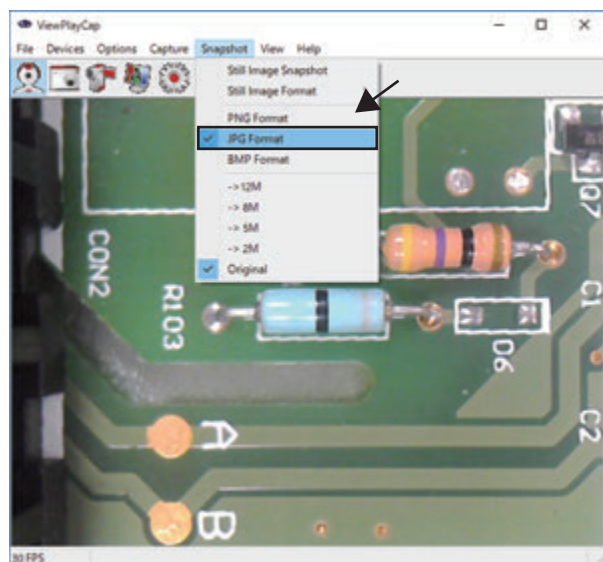 ViewPlayCap
File Devices Options Capture Snapshot View Help
Still Image Snapshot
Still Image Format
PNG Format
JPG Format
BMP Format
->12M
-> 8M
-> 5M
-> 2M
Original
Q7
CON2
R103
C1
D6
C2
A
B
30 FPS